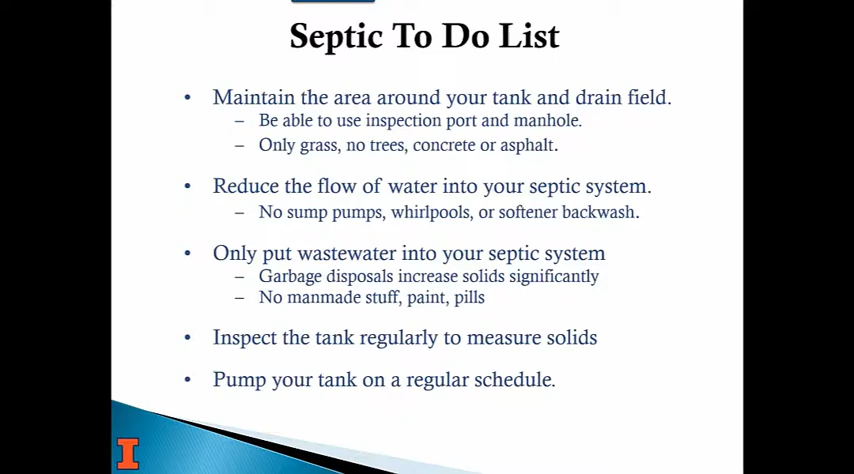 Septic To Do List
• Maintain the area around your tank and drain field.
– Be able to use inspection port and manhole.
– Only grass, no trees, concrete or asphalt.
• Reduce the flow of water into your septic system.
– No sump pumps, whirlpools, or softener backwash.
• Only put wastewater into your septic system
– Garbage disposals increase solids significantly
– No manmade stuff, paint, pills
• Inspect the tank regularly to measure solids
• Pump your tank on a regular schedule.
I